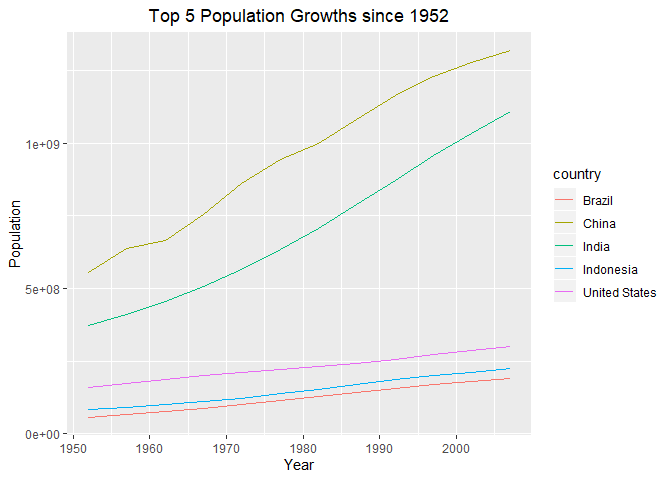 Top 5 Population Growths since 1952
1e+09
5e+08
0e+00
Population
1950
1960
1970
1980
1990
2000
Year
country
Brazil
China
India
Indonesia
United States